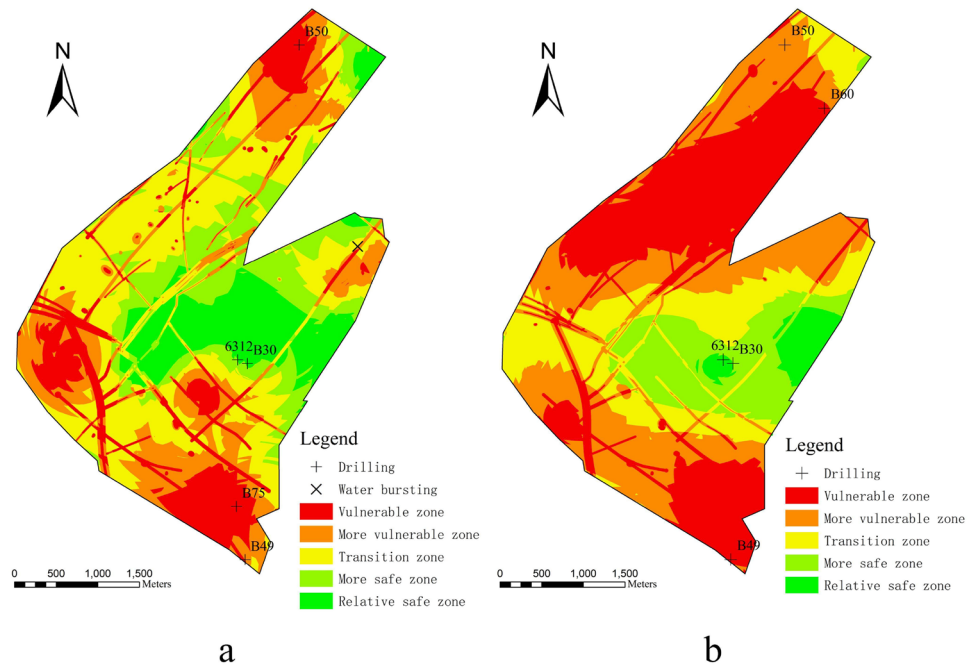 B50
N
6312 B30
B75
B49
Legend
Drilling
Water bursting
Vulnerable zone
More vulnerable zone
Transition zone
More safe zone
Relative safe zone
0 500 1,000 1,500
Meters
a
B50
N
B60
6312 B30
B49
Legend
Drilling
Vulnerable zone
More vulnerable zone
Transition zone
More safe zone
Relative safe zone
0 500 1,000 1,500
Meters
b